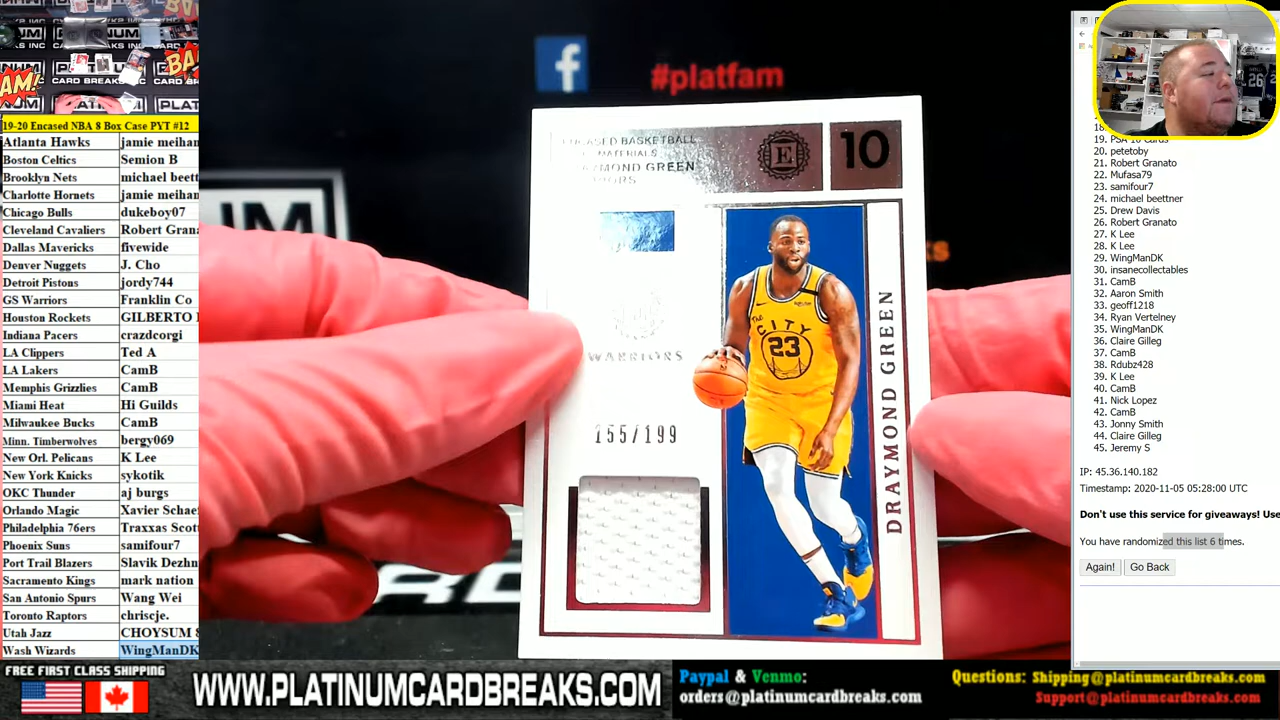 #platfam
19-20 Encased NBA 8 Box Case PYT #12
Atlanta Hawks jamie meihan
Boston Celtics Semion B
Brooklyn Nets michael beett
Charlotte Hornets jamie meihan
Chicago Bulls dukeboy07
Cleveland Cavaliers Robert Grana
Dallas Mavericks fivewide
Denver Nuggets J. Cho
Detroit Pistons jordy744
GS Warriors Franklin Co
Houston Rockets GILBERTO
Indiana Pacers crazdcorgi
LA Clippers Ted A
LA Lakers CamB
Memphis Grizzlies CamB
Miami Heat Hi Guilds
Milwaukee Bucks CamB
Minn. Timberwolves bergy069
New Orl. Pelicans K Lee
New York Knicks sykotik
OKC Thunder aj burgs
Orlando Magic Xavier Schae
Philadelphia 76ers Traxxas Scot
Phoenix Suns samifour7
Port Trail Blazers Slavik Dezhn
Sacramento Kings mark nation
San Antonio Spurs Wang Wei
Toronto Raptors chriscje.
Utah Jazz CHOYSUM
Wash Wizards WingManDK
ENCASED BASKETBALL
MATERIALS
DRAYMOND GREEN
E
10
WARRIORS
155/199
The
CITY
23
DRAYMOND GREEN
19. PSA 10 Cards
20. petetoby
21. Robert Granato
22. Mufasa79
23. samifour7
24. michael beettner
25. Drew Davis
26. Robert Granato
27. K Lee
28. K Lee
29. WingManDK
30. insanecollectables
31. CamB
32. Aaron Smith
33. geoff1218
34. Ryan Vertelney
35. WingManDK
36. Claire Gilleg
37. CamB
38. Rdubz428
39. K Lee
40. CamB
41. Nick Lopez
42. CamB
43. Jonny Smith
44. Claire Gilleg
45. Jeremy S
IP: 45.36.140.182
Timestamp: 2020-11-05 05:28:00 UTC
Don't use this service for giveaways! Use
You have randomized this list 6 times.
Again! Go Back
FREE FIRST CLASS SHIPPING
WWW.PLATINUMCARDBREAKS.COM
Paypal & Venmo:
orders@platinumcardbreaks.com
Questions: Shipping@platinumcardbreaks.com
Support@platinumcardbreaks.com